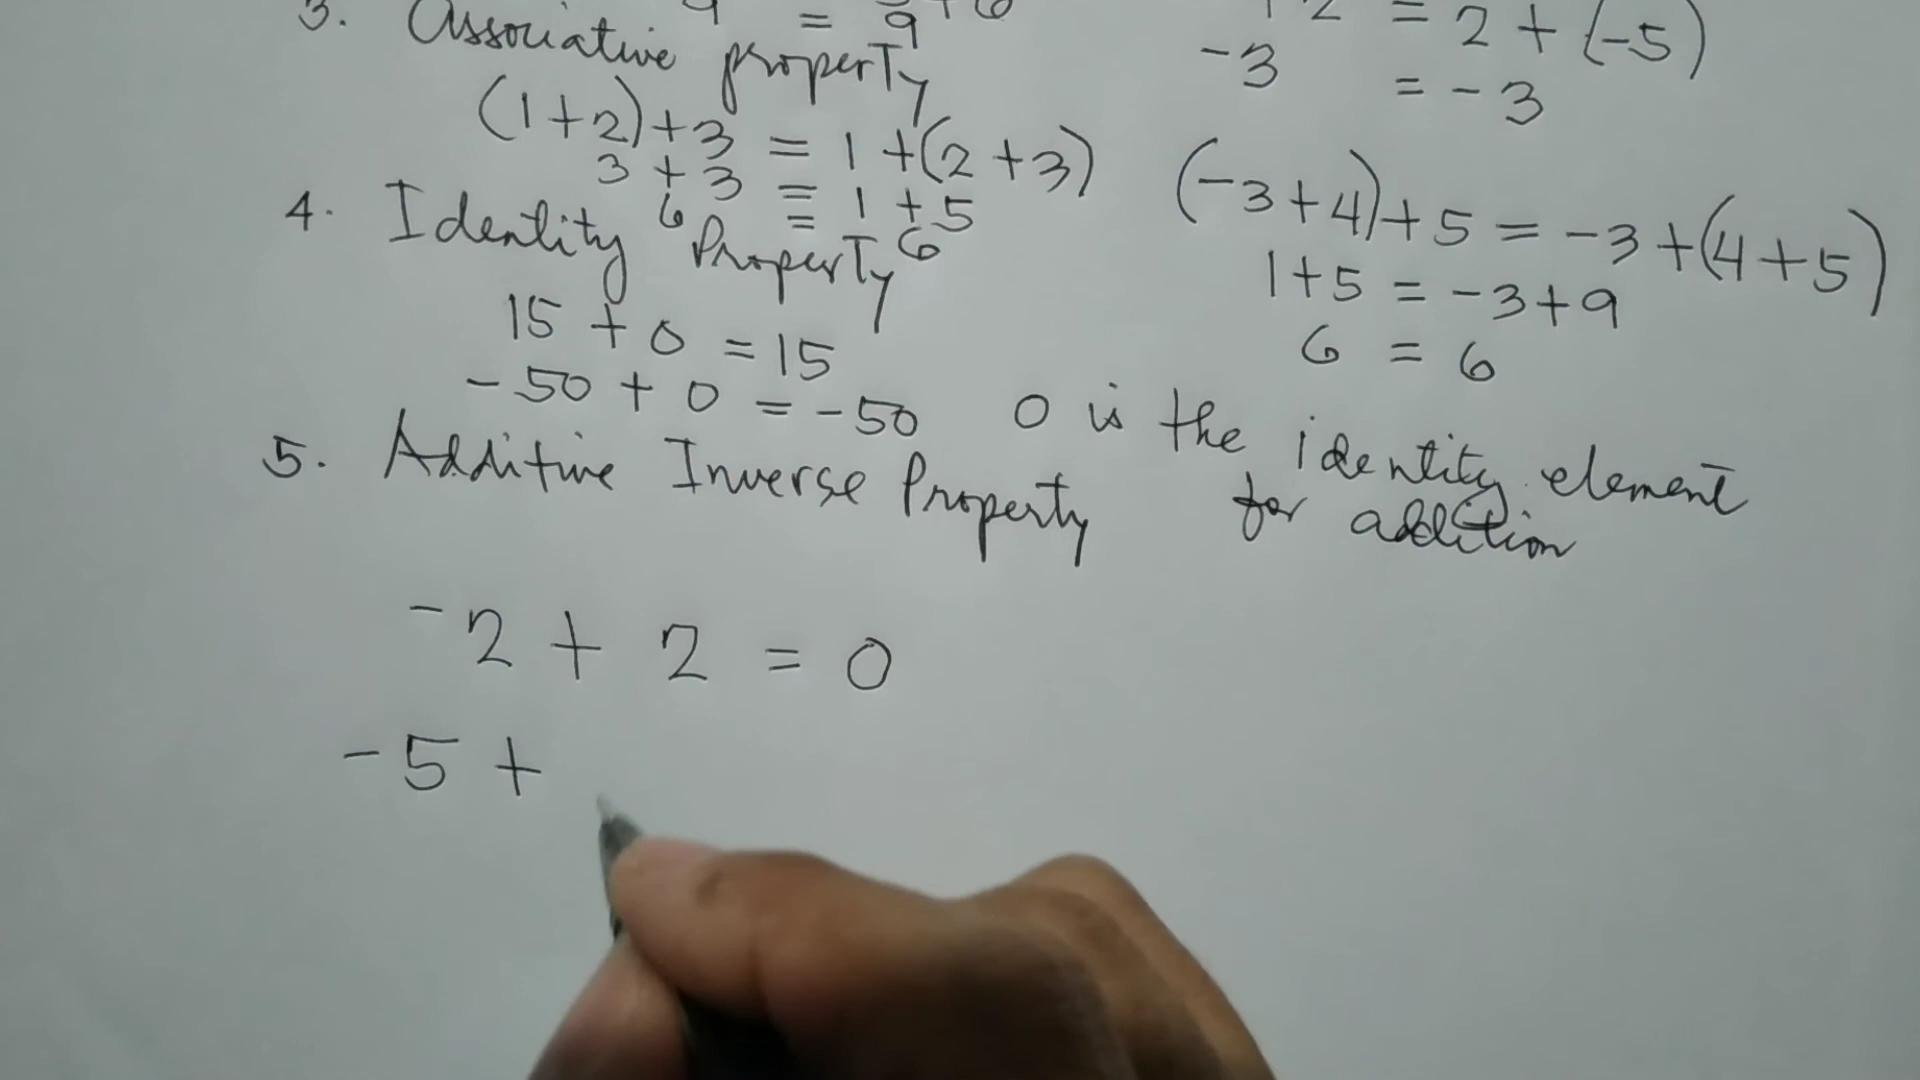 3. Associative property
= 2 + (-5)
-3 = -3
(1+2)+3 = 1 +(2+3)
3 + 3 = 1 + 5
6 = 6
(-3+4)+5 = -3+(4+5)
1+5 = -3+9
6 = 6
4. Identity Property
15 + 0 = 15
-50 + 0 = -50
0 is the identity element
for addition
5. Additive Inverse Property
-2 + 2 = 0
-5 +